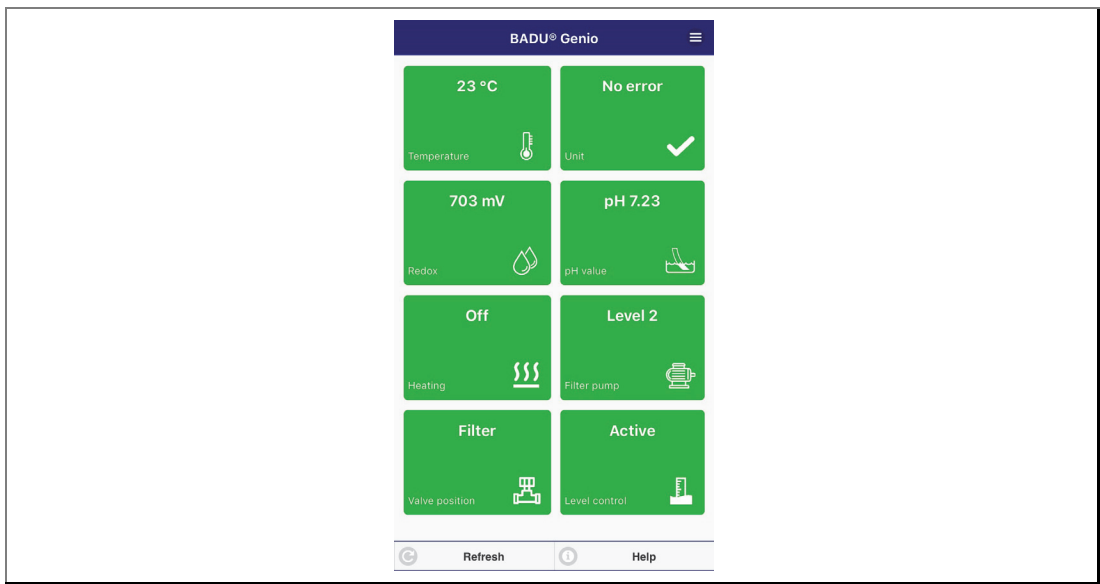 BADU® Genio
23 °C
Temperature
No error
Unit
703 mV
Redox
pH 7.23
pH value
Off
Heating
Level 2
Filter pump
Filter
Valve position
Active
Level control
Refresh
Help